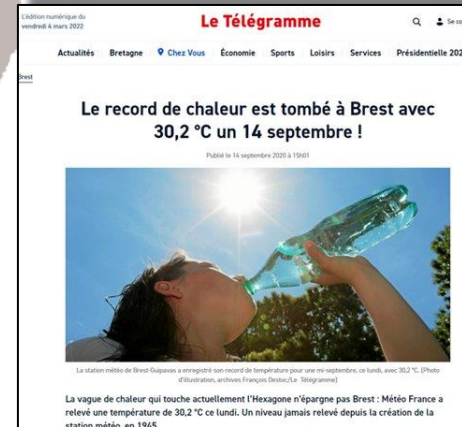 L'édition numérique du
vendredi 4 mars 2022
Le Télégramme
Actualités Bretagne Chez Vous Économie Sports Loisirs Services Présidentielle 202
Brest
Le record de chaleur est tombé à Brest avec
30,2 °C un 14 septembre !
Publié le 14 septembre 2020 à 15h01
La station météo de Brest-Guipavas a enregistré son record de température pour une mi-septembre, ce lundi, avec 30,2 °C. (Photo
d'illustration, archives François Destoc/Le Télégramme)
La vague de chaleur qui touche actuellement l'Hexagone n'épargne pas Brest : Météo France a
relevé une température de 30,2 °C ce lundi. Un niveau jamais relevé depuis la création de la
station météo, en 1945.